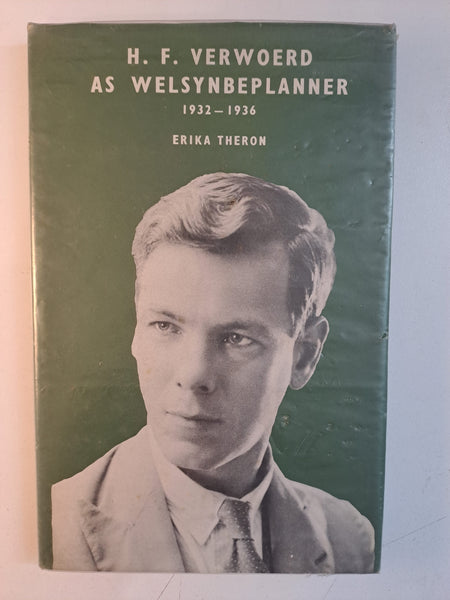 H. F. VERWOERD
AS WELSYNBEPLANNER
1932 – 1936
ERIKA THERON